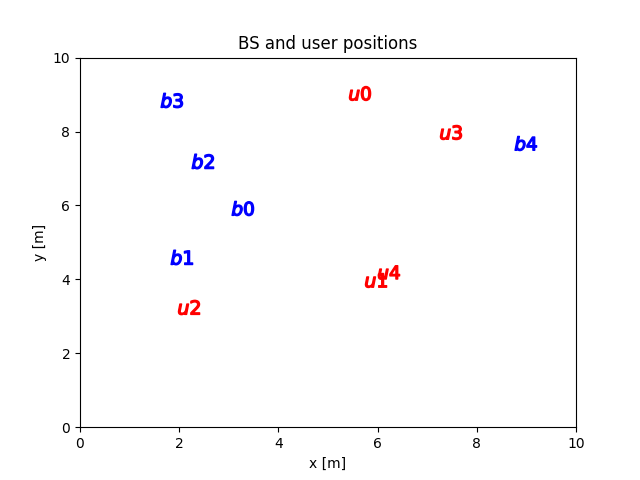 BS and user positions
10
b3
u0
8
u3
b4
b2
6
b0
y [m]
b1
4
u4
u1
u2
2
0
0 2 4 6 8 10
x [m]